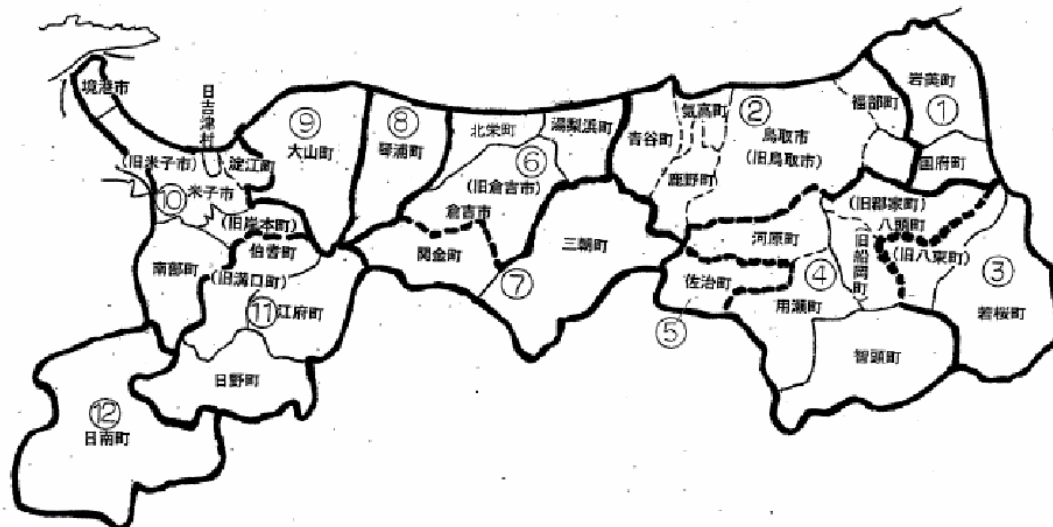 境港市
日吉津村
⑨
大山町
⑧
琴浦町
北栄町
湯梨浜町
⑥
(旧倉吉市)
倉吉市
青谷町
気高町
鹿野町
②
鳥取市
(旧鳥取市)
福部町
岩美町
①
国府町
(旧米子市)
淀江町
米子市
⑩
(旧岸本町)
伯耆町
(旧溝口町)
南部町
⑪
江府町
日野町
⑫
日南町
関金町
⑦
三朝町
河原町
佐治町
⑤
④
用瀬町
(旧郡家町)
八頭町
旧船岡町
(旧八東町)
③
若桜町
智頭町